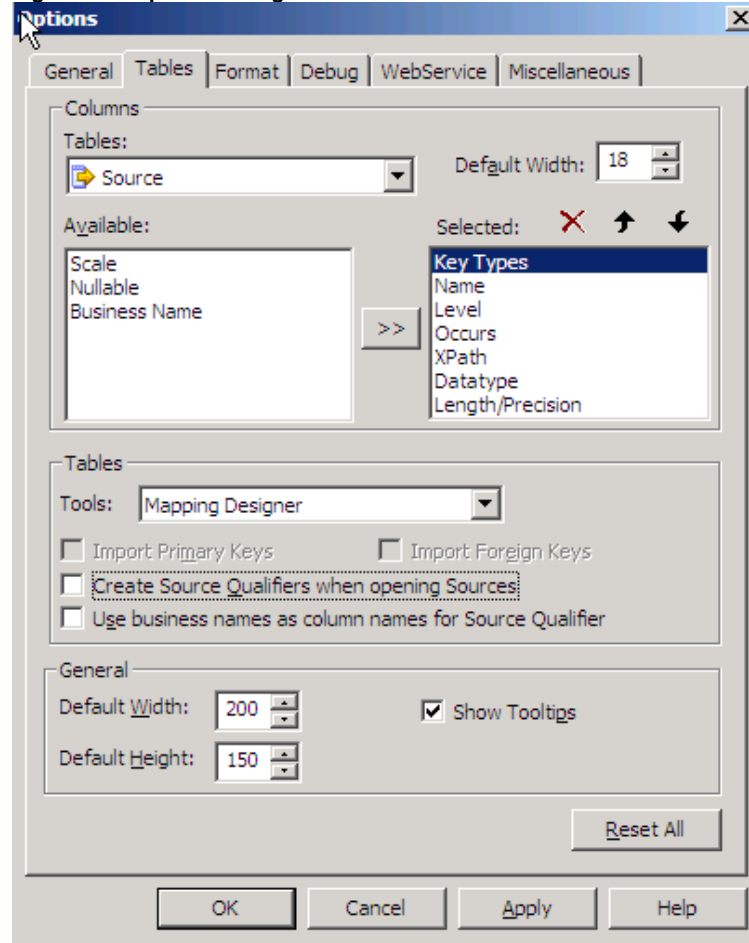 Options
General Tables Format Debug WebService Miscellaneous
Columns
Tables:
Source
Default Width: 18
Available:
Selected:
Scale
Nullable
Business Name
>>
Key Types
Name
Level
Occurs
XPath
Datatype
Length/Precision
Tables
Tools: Mapping Designer
Import Primary Keys Import Foreign Keys
Create Source Qualifiers when opening Sources
Use business names as column names for Source Qualifier
General
Default Width: 200
Show Tooltips
Default Height: 150
Reset All
OK Cancel Apply Help